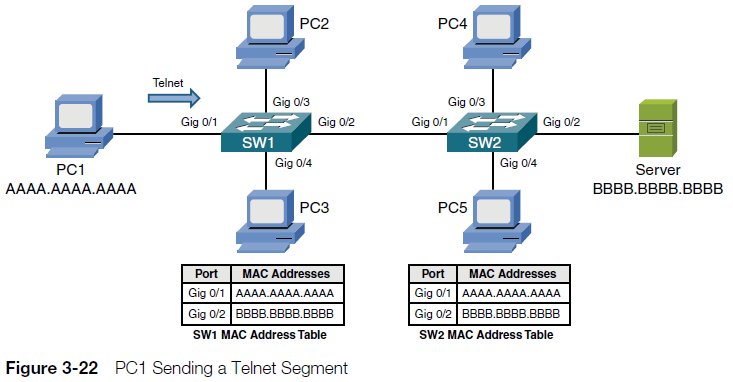 PC2
PC4
Telnet
Gig 0/3
Gig 0/3
Gig 0/1
Gig 0/2
Gig 0/1
Gig 0/2
SW1
SW2
Gig 0/4
Gig 0/4
PC1
AAAA.AAAA.AAAA
Server
BBBB.BBBB.BBBB
PC3
PC5
Port MAC Addresses
Gig 0/1 AAAA.AAAA.AAAA
Gig 0/2 BBBB.BBBB.BBBB
SW1 MAC Address Table
Port MAC Addresses
Gig 0/1 AAAA.AAAA.AAAA
Gig 0/2 BBBB.BBBB.BBBB
SW2 MAC Address Table
Figure 3-22 PC1 Sending a Telnet Segment